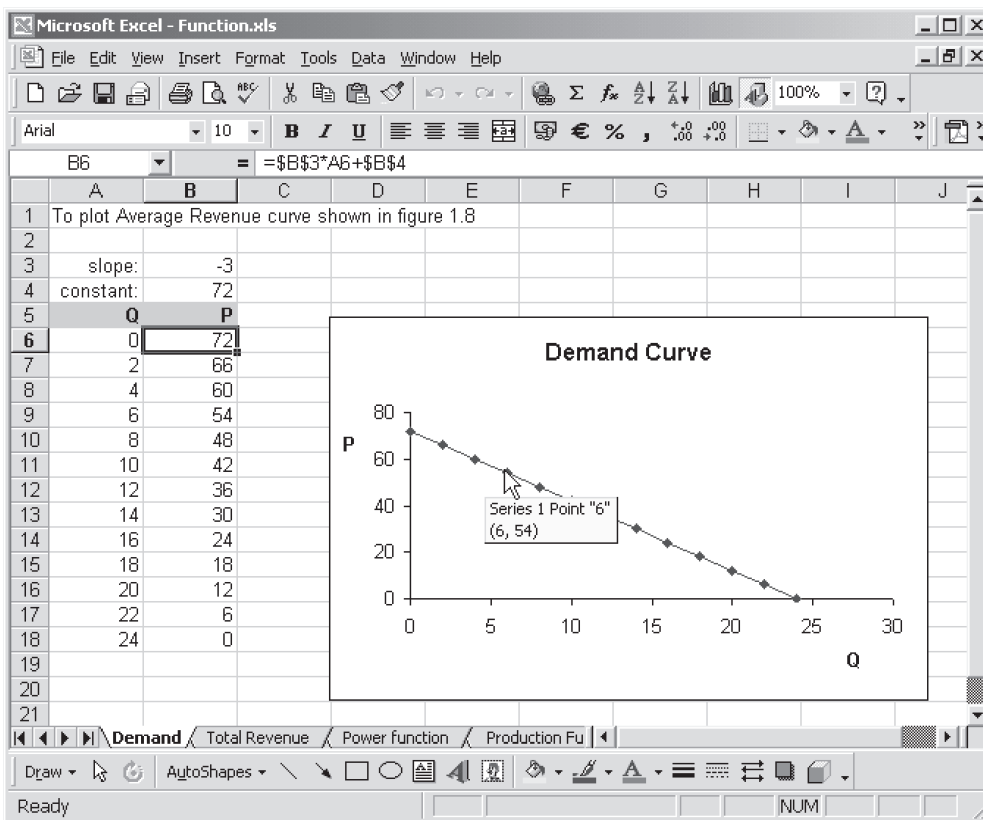 Microsoft Excel - Function.xls
File Edit View Insert Format Tools Data Window Help
100%
Arial 10 B I U € % ,
B6 = =$B$3*A6+$B$4
A B C D E F G H I J
1 To plot Average Revenue curve shown in figure 1.8
2
3 slope: -3
4 constant: 72
5 Q P
6 0 72
7 2 66
8 4 60
9 6 54
10 8 48
11 10 42
12 12 36
13 14 30
14 16 24
15 18 18
16 20 12
17 22 6
18 24 0
19
20
21
Demand Curve
P
80
60
40
20
0
Series 1 Point "6"
(6, 54)
0 5 10 15 20 25 30
Q
Demand Total Revenue Power function Production Fu
Draw AutoShapes
Ready NUM